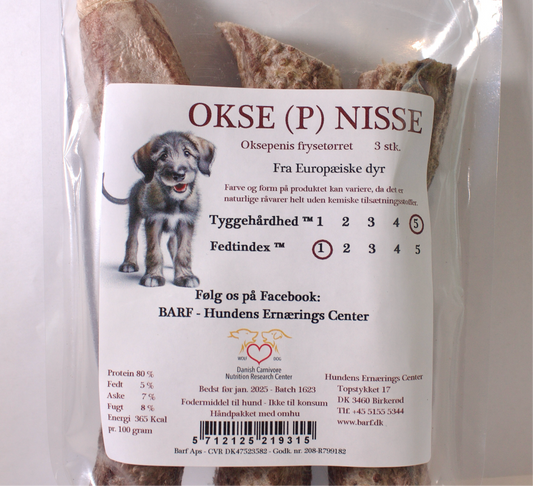 OKSE (P) NISSE
Oksepenis frysetørret 3 stk.
Fra Europæiske dyr
Farve og form på produktet kan variere, da det er
naturlige råvarer helt uden kemiske tilsætningsstoffer.
Tyggehårdhed ™ 1 2 3 4 5
Fedtindex ™ 1 2 3 4 5
Følg os på Facebook:
BARF - Hundens Ernærings Center
WOLF DOG
Danish Carnivore
Nutrition Research Center
Protein 80 %
Fedt 5 %
Aske 7 %
Fugt 8 %
Energi 365 Kcal
pr. 100 gram
Bedst før jan. 2025 - Batch 1623
Fodermiddel til hund - Ikke til konsum
Håndpakket med omhu
Hundens Ernærings Center
Topstykket 17
DK 3460 Birkerød
Tlf. +45 5155 5344
www.barf.dk
5 712125 219315
Barf Aps - CVR DK47523582 - Godk. nr. 208-R799182